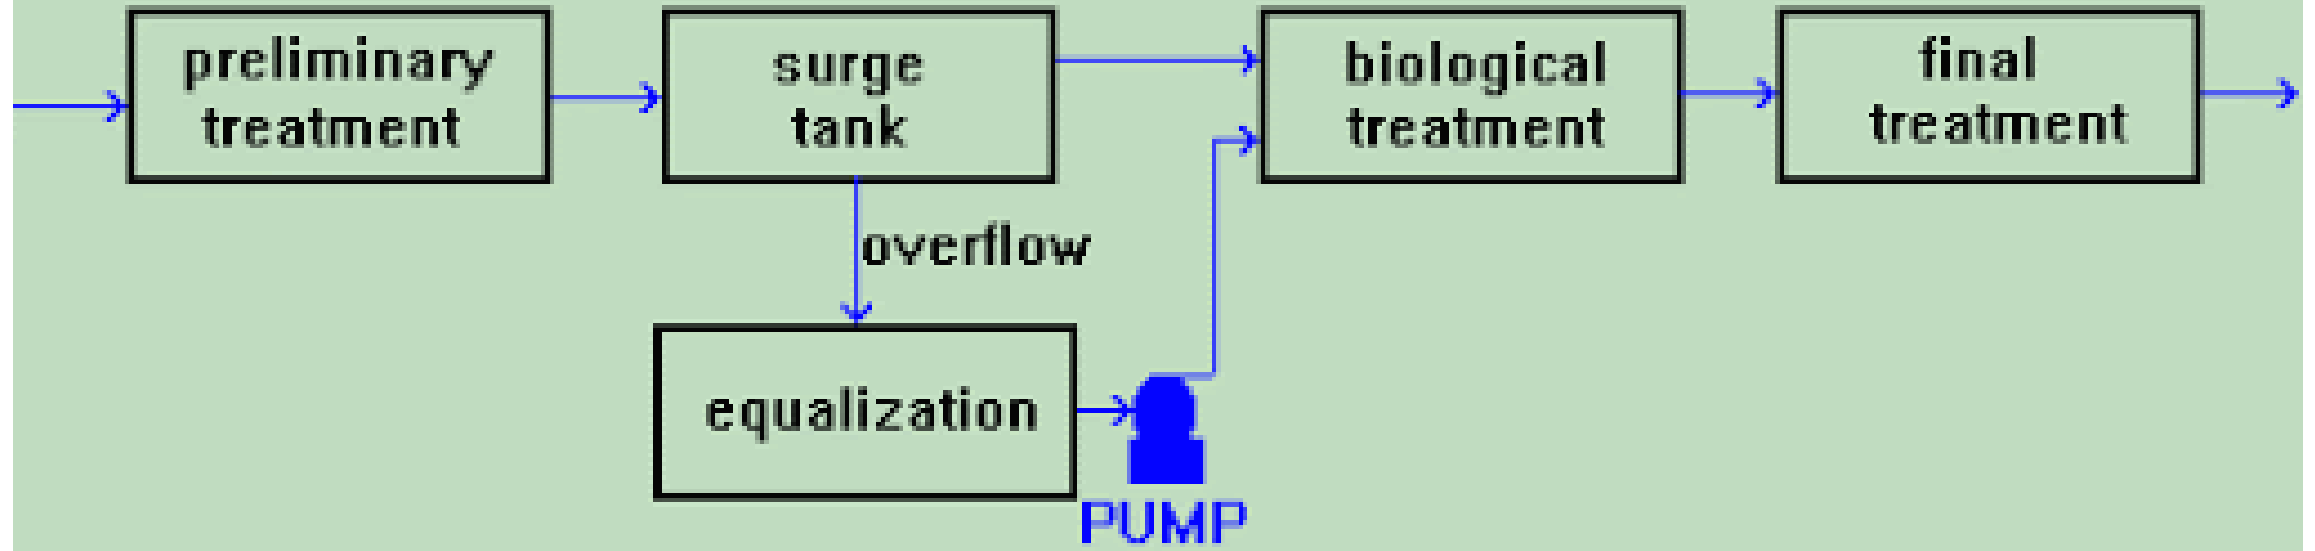 preliminary
treatment
surge
tank
biological
treatment
final
treatment
overflow
equalization
PUMP